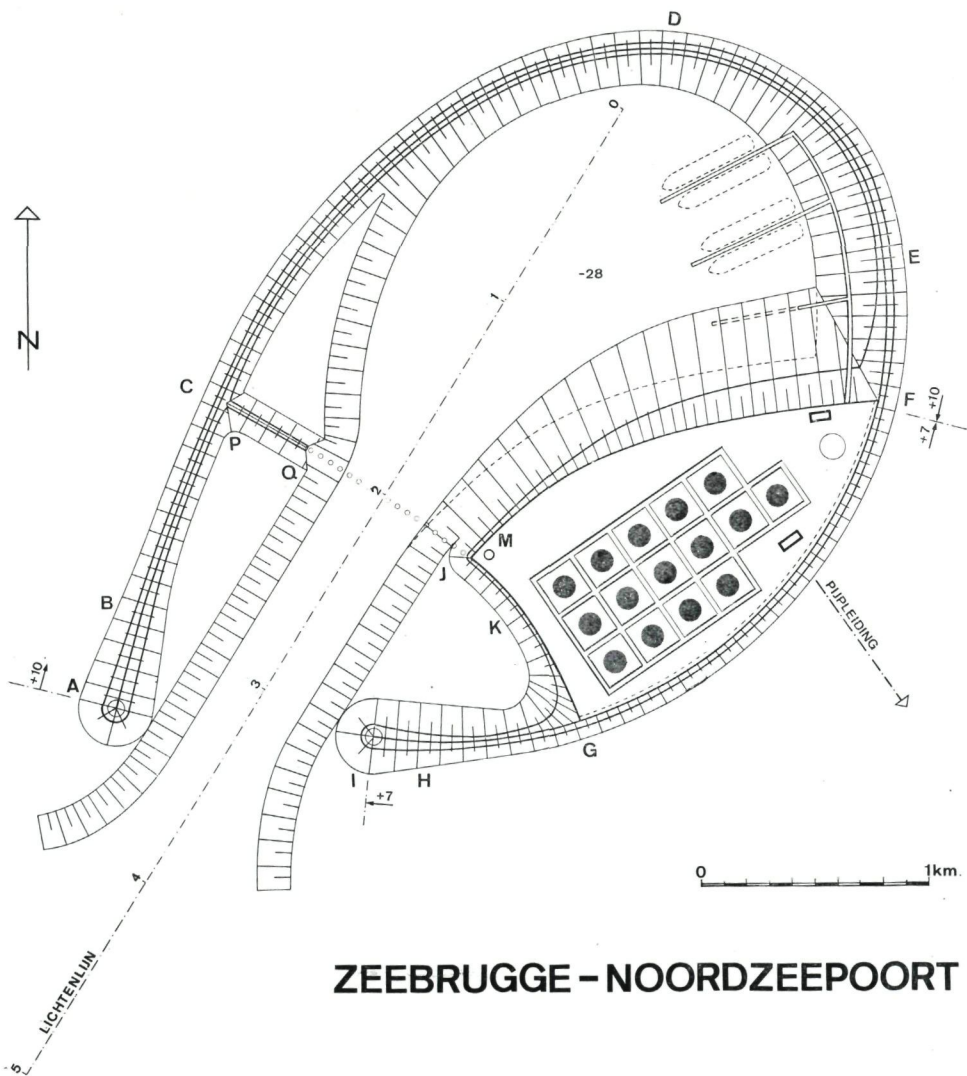 D
0
N
1
-28
E
C
F
+10
+7
P
Q
2
M
J
K
B
PIJPLEIDING
A
+10
3
G
I
H
+7
4
0
1km.
LICHTENLIJN
5
ZEEBRUGGE – NOORDZEEPOORT